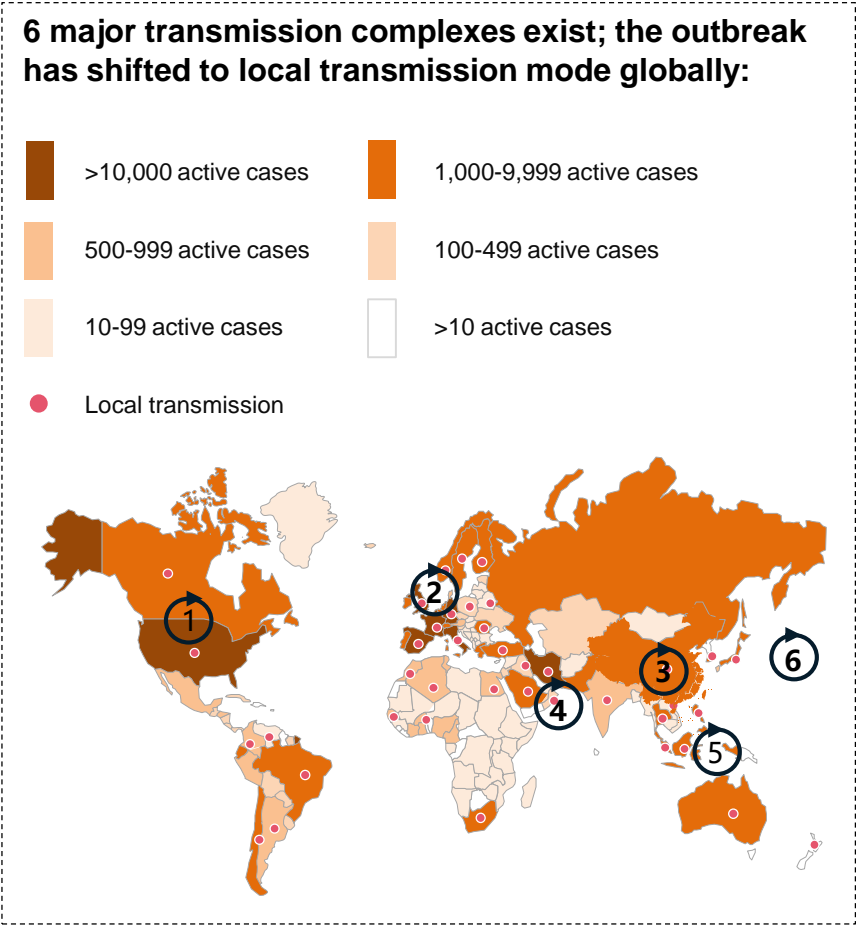 6 major transmission complexes exist; the outbreak
has shifted to local transmission mode globally:
>10,000 active cases
1,000-9,999 active cases
500-999 active cases
100-499 active cases
10-99 active cases
>10 active cases
Local transmission
1
2
3
4
5
6